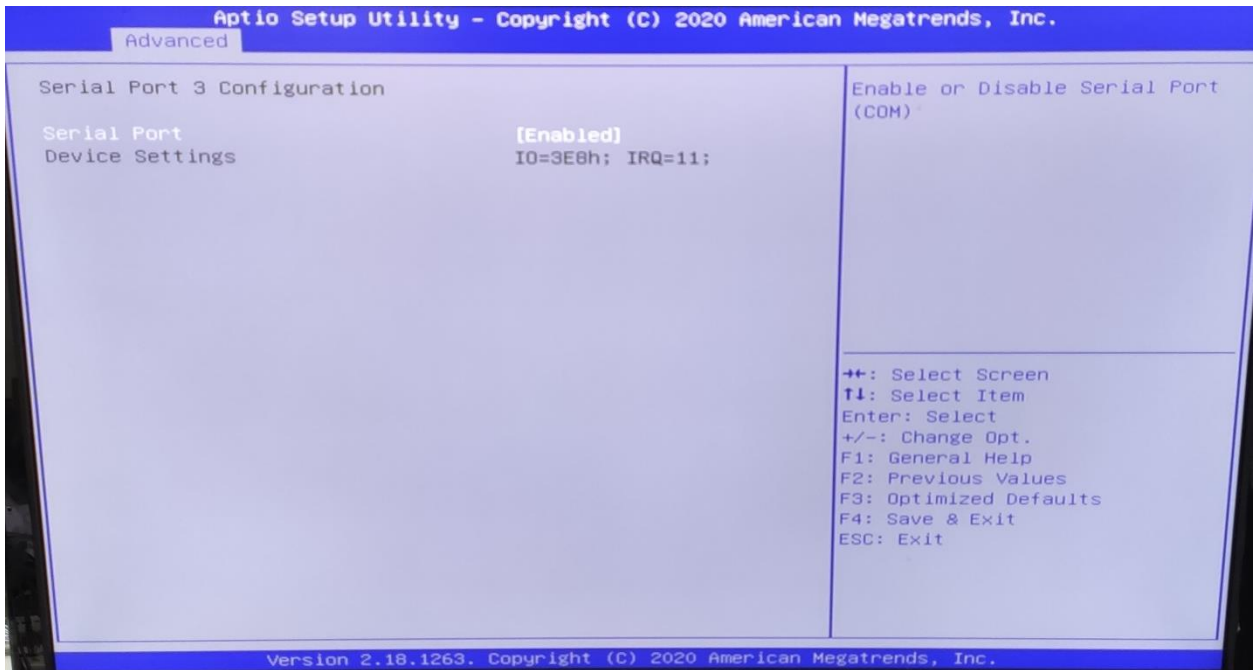 Aptio Setup Utility - Copyright (C) 2020 American Megatrends, Inc.
Advanced
Serial Port 3 Configuration
Serial Port [Enabled]
Device Settings IO=3E8h; IRQ=11;
Enable or Disable Serial Port
(COM)
→←: Select Screen
↑↓: Select Item
Enter: Select
+/-: Change Opt.
F1: General Help
F2: Previous Values
F3: Optimized Defaults
F4: Save & Exit
ESC: Exit
Version 2.18.1263. Copyright (C) 2020 American Megatrends, Inc.